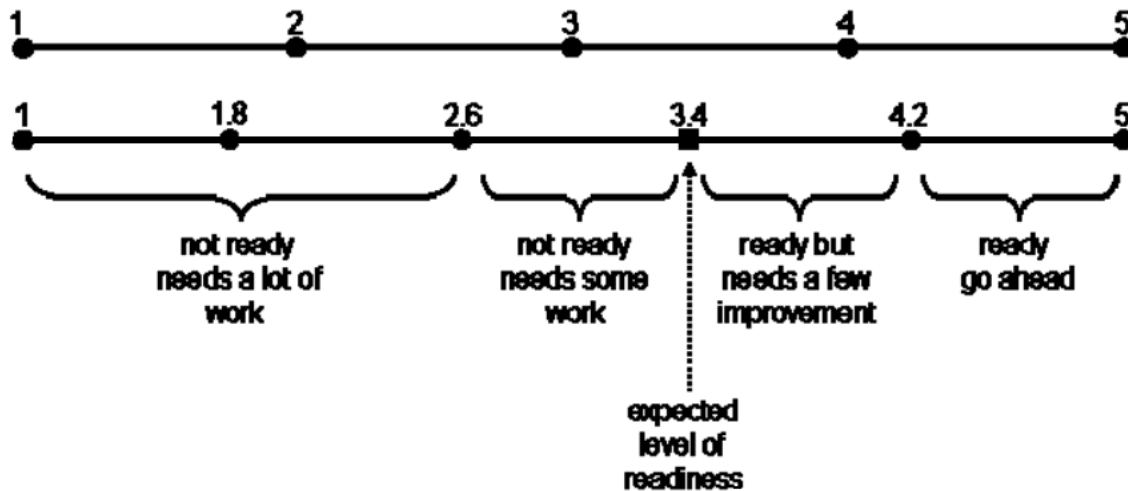 1 2 3 4 5
1 1.8 2.6 3.4 4.2 5
not ready
needs a lot of
work
not ready
needs some
work
ready but
needs a few
improvement
ready
go ahead
expected
level of
readiness